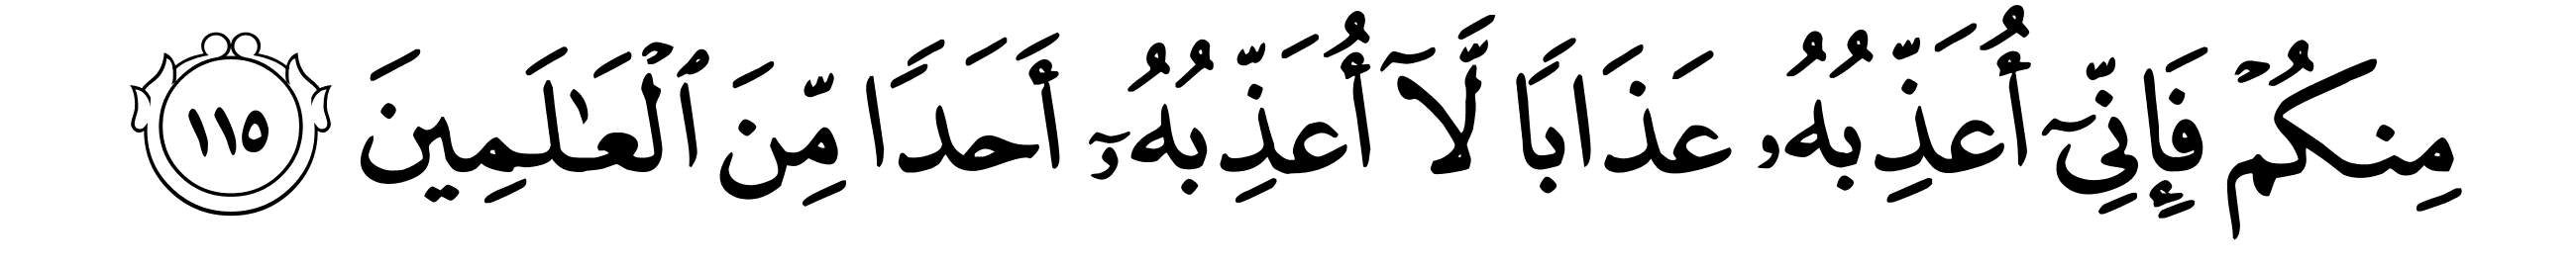 مِنكُمْ فَإِنِّىٓ أُعَذِّبُهُۥ عَذَابًا لَّآ أُعَذِّبُهُۥٓ أَحَدًا مِّنَ ٱلْعَـٰلَمِينَ ١١٥